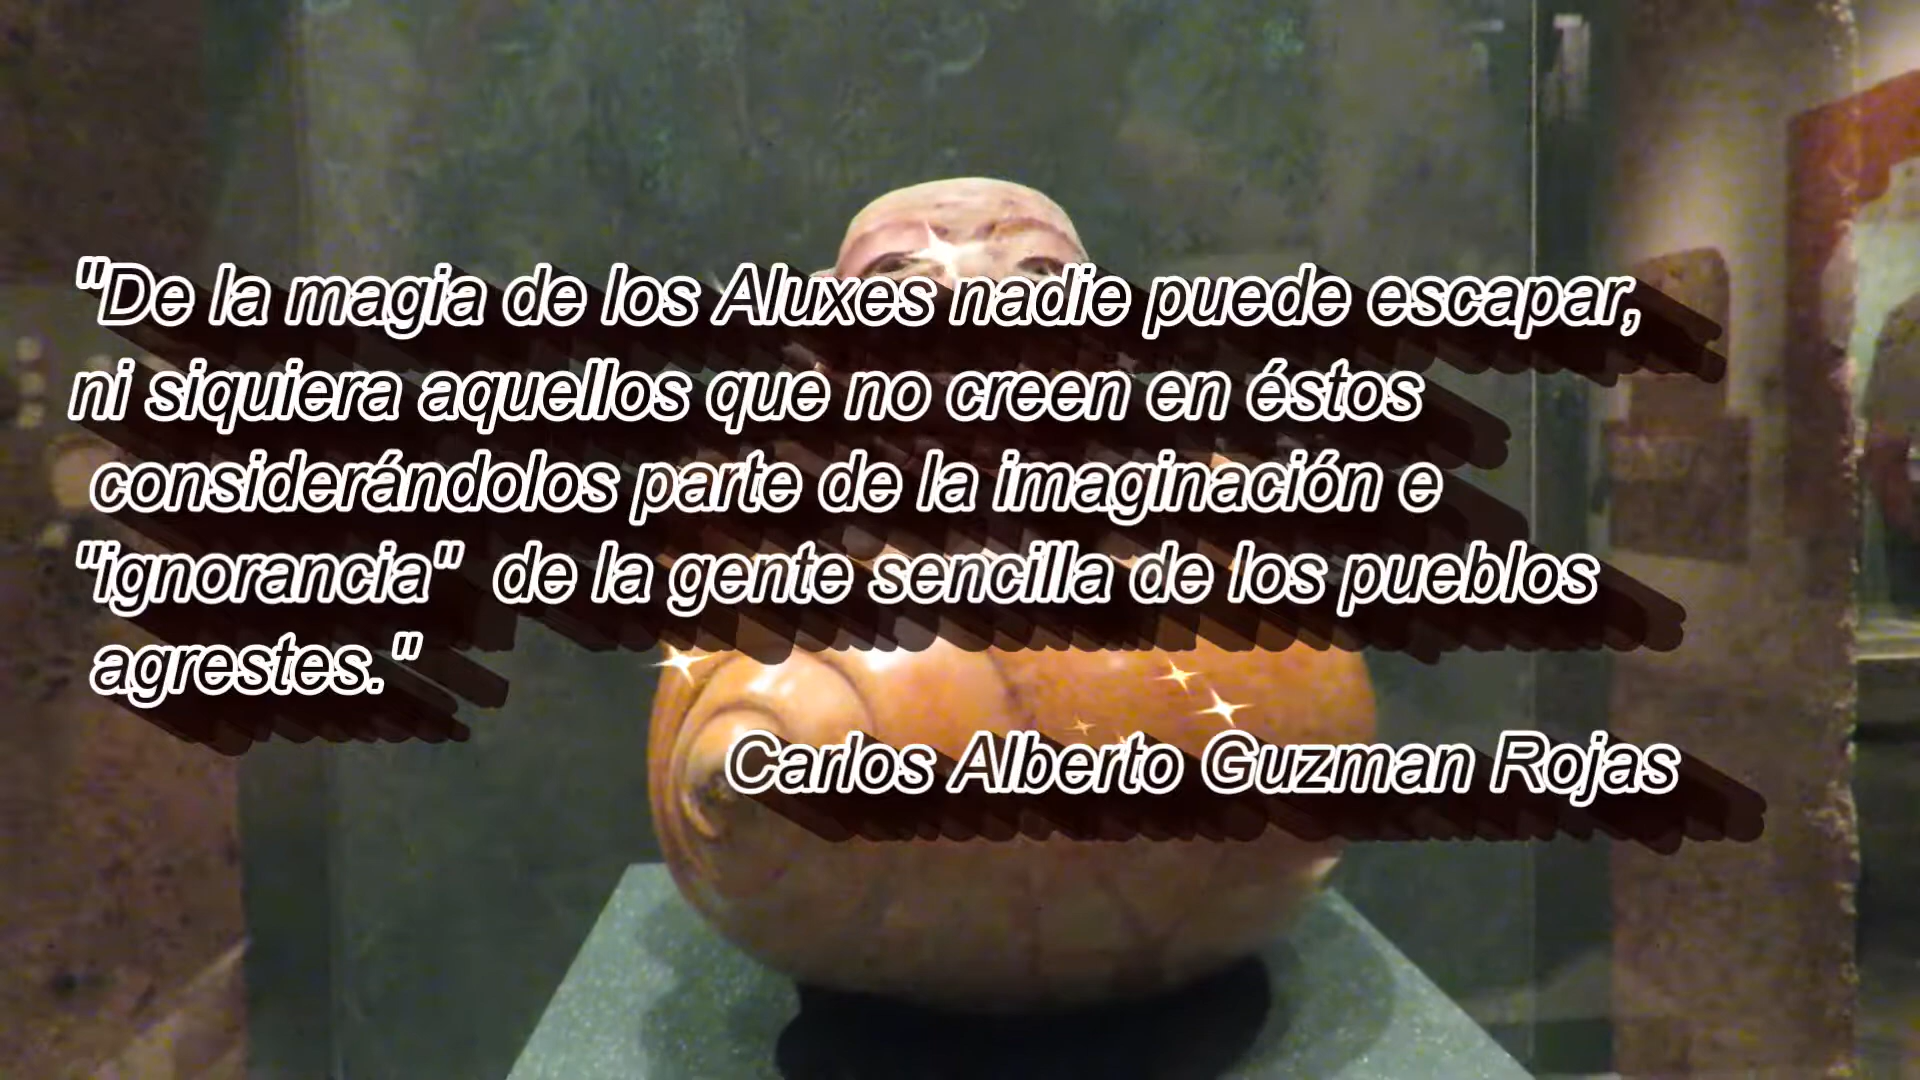 "De la magia de los Aluxes nadie puede escapar,
ni siquiera aquellos que no creen en éstos
considerándolos parte de la imaginación e
"ignorancia" de la gente sencilla de los pueblos
agrestes."
Carlos Alberto Guzman Rojas